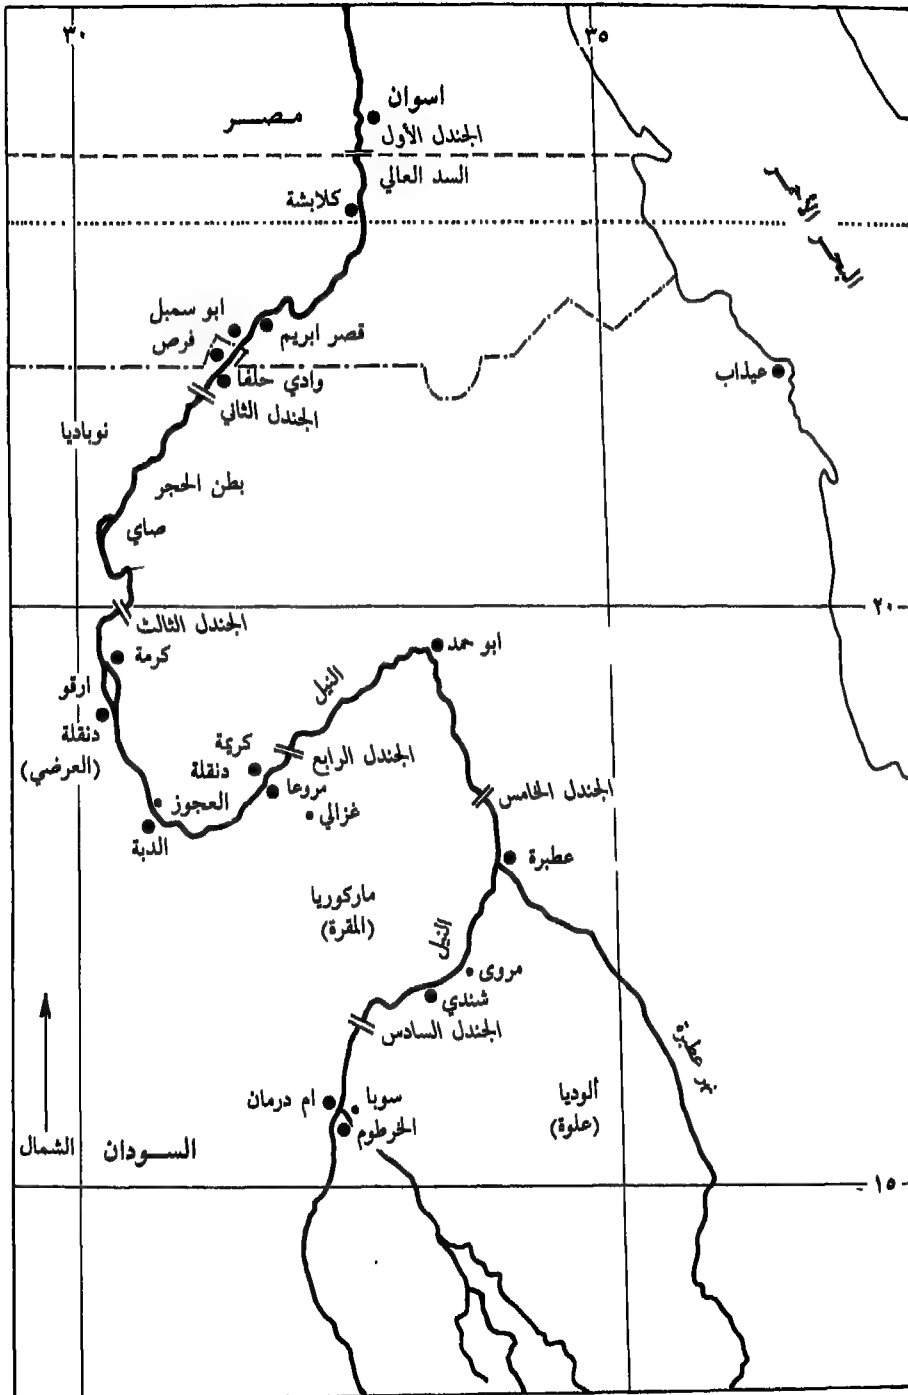 ٣٠
٣٥
اسوان
مصر
الجندل الأول
السد العالي
كلابشة
البحر الأحمر
ابو سمبل
قصر ابريم
فرص
وادي حلفا
عيذاب
الجندل الثاني
نوباديا
بطن الحجر
صاي
٢٠
الجندل الثالث
كرمة
ابو حمد
ارقو
النيل
دنقلة
(العرضي)
كريمة
الجندل الرابع
دنقلة
العجوز
مروعا
غزالي
الجندل الخامس
الدبة
عطبرة
ماركوريا
(المقرة)
النيل
مروى
شندي
الجندل السادس
نهر عطبرة
ام درمان
سوبا
الخرطوم
ألوديا
(علوة)
الشمال
السودان
١٥